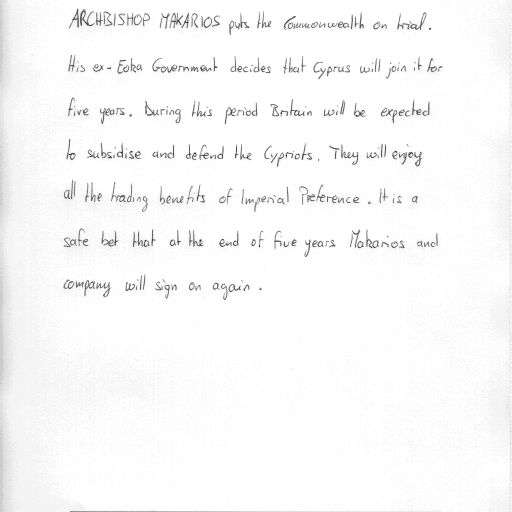 ARCHBISHOP MAKARIOS puts the Commonwealth on trial.
His ex-Eoka Government decides that Cyprus will join it for
five years. During this period Britain will be expected
to subsidise and defend the Cypriots. They will enjoy
all the trading benefits of Imperial Preference. It is a
safe bet that at the end of five years Makarios and
company will sign on again.